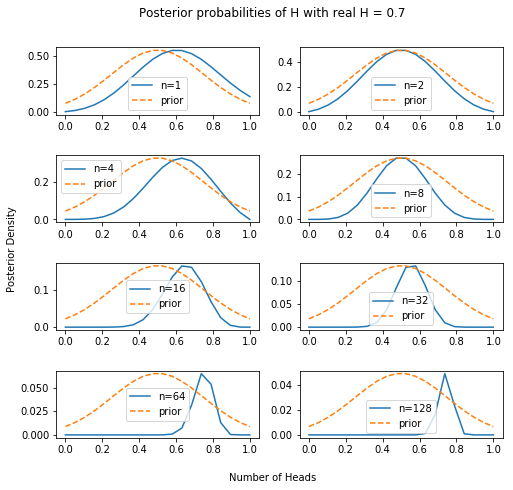 Posterior probabilities of H with real H = 0.7
0.50
0.25
0.00
n=1
prior
0.0 0.2 0.4 0.6 0.8 1.0
0.4
0.2
0.0
n=2
prior
0.0 0.2 0.4 0.6 0.8 1.0
0.2
0.0
n=4
prior
0.0 0.2 0.4 0.6 0.8 1.0
0.2
0.1
0.0
n=8
prior
0.0 0.2 0.4 0.6 0.8 1.0
Posterior Density
0.1
0.0
n=16
prior
0.0 0.2 0.4 0.6 0.8 1.0
0.10
0.05
0.00
n=32
prior
0.0 0.2 0.4 0.6 0.8 1.0
0.050
0.025
0.000
n=64
prior
0.0 0.2 0.4 0.6 0.8 1.0
0.04
0.02
0.00
n=128
prior
0.0 0.2 0.4 0.6 0.8 1.0
Number of Heads